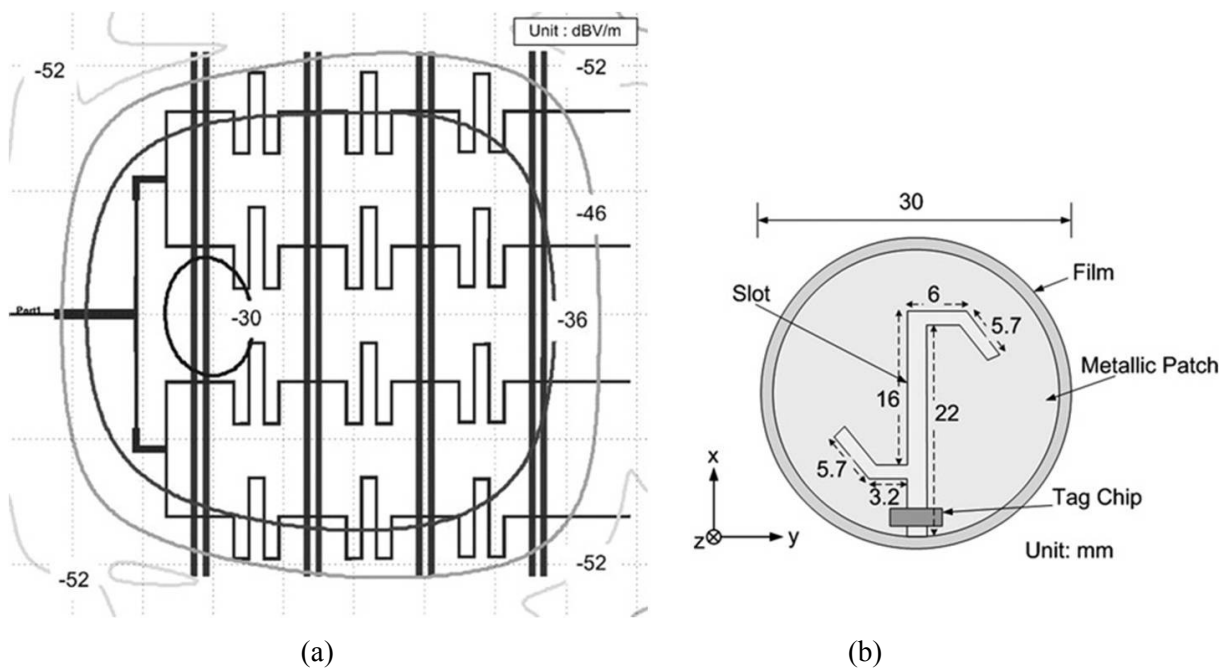 Unit : dBV/m
-52
-52
-46
Part1
-30
-36
-52
-52
(a)
30
Film
Slot
6
5.7
Metallic Patch
16
22
5.7
3.2
Tag Chip
x
z
y
Unit: mm
(b)